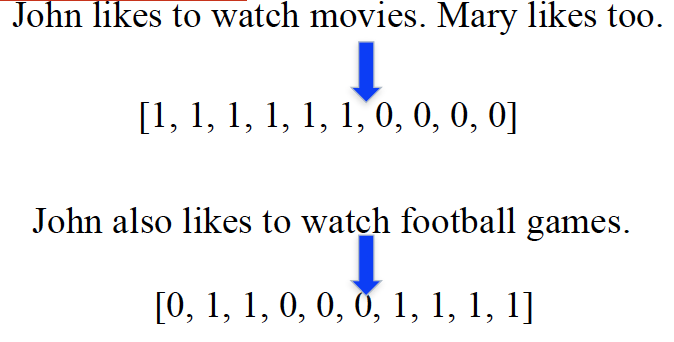 John likes to watch movies. Mary likes too.
[1, 1, 1, 1, 1, 1, 0, 0, 0, 0]
John also likes to watch football games.
[0, 1, 1, 0, 0, 0, 1, 1, 1, 1]